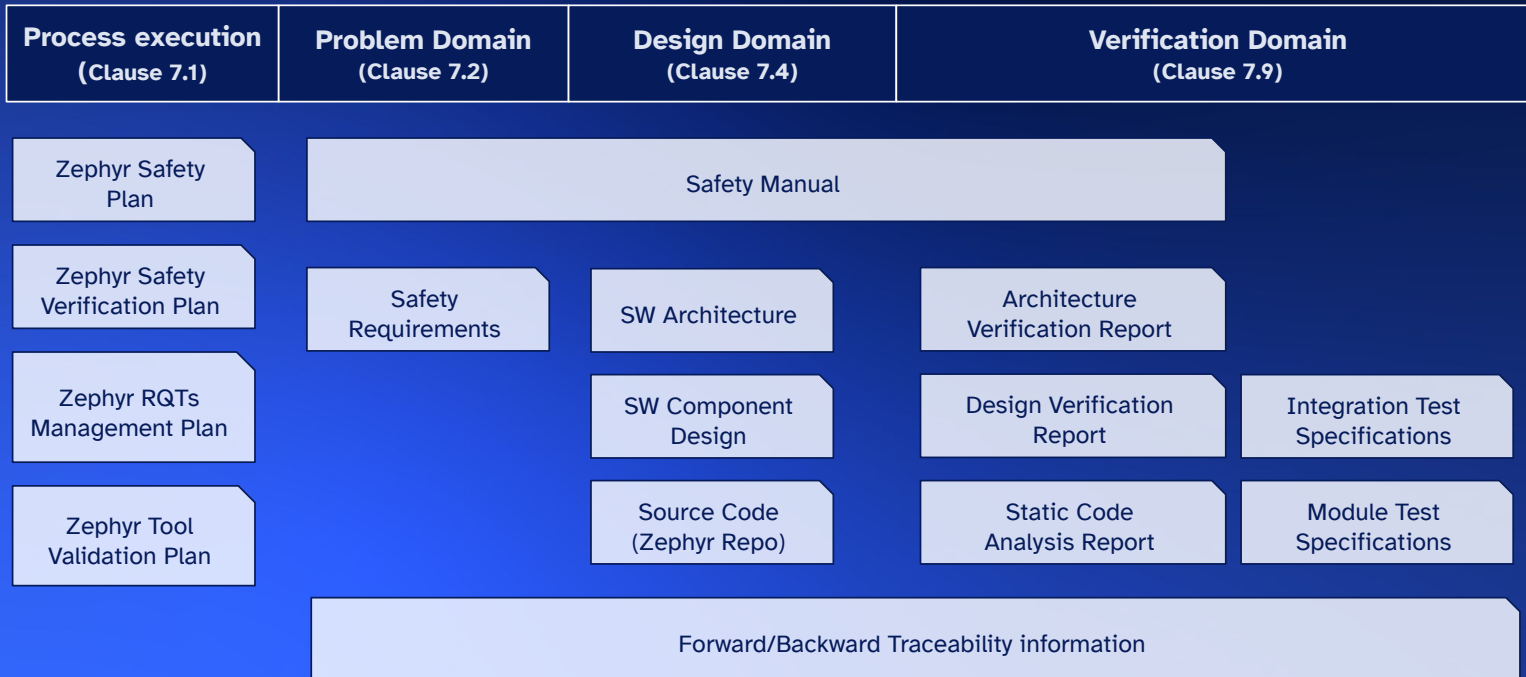 Process execution
(Clause 7.1)
Problem Domain
(Clause 7.2)
Design Domain
(Clause 7.4)
Verification Domain
(Clause 7.9)
Zephyr Safety
Plan
Zephyr Safety
Verification Plan
Zephyr RQTs
Management Plan
Zephyr Tool
Validation Plan
Safety Manual
Safety
Requirements
SW Architecture
SW Component
Design
Source Code
(Zephyr Repo)
Architecture
Verification Report
Design Verification
Report
Static Code
Analysis Report
Integration Test
Specifications
Module Test
Specifications
Forward/Backward Traceability information